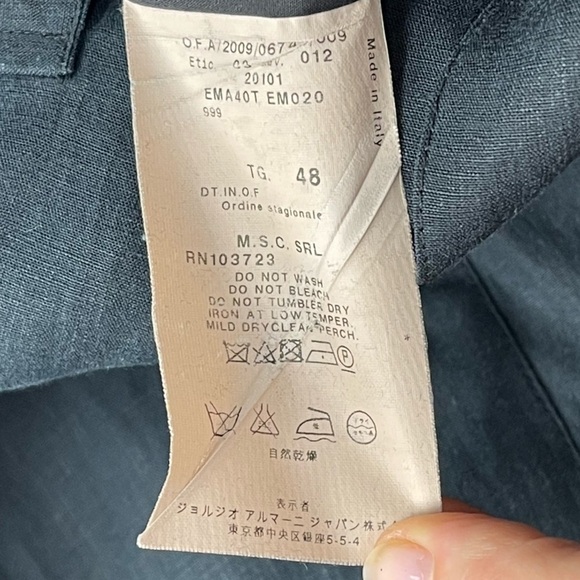 O.F.A/2009/067 009
Etic. 012
20101
EMA40T EM020
999
Made in Italy
TG. 48
DT.IN.O.F
Ordine stagionale
M.S.C. SRL
RN103723
DO NOT WASH
DO NOT BLEACH
DO NOT TUMBLE DRY
IRON AT LOW TEMPER.
MILD DRYCLEAN PERCH.
P
自然乾燥
表示者
ジョルジオ アルマーニ ジャパン株式
東京都中央区銀座5-5-4